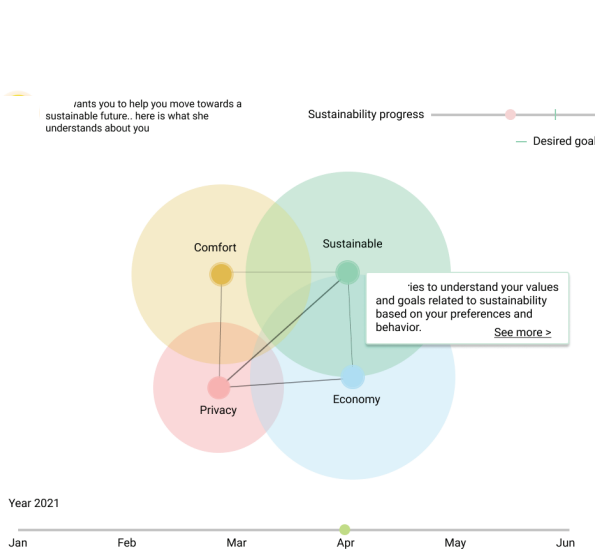 you to help you move towards a
sustainable future.. here is what she
understands about you
Sustainability progress
Desired goal
Comfort
Sustainable
to understand your values
and goals related to sustainability
based on your preferences and
behavior.
See more >
Privacy
Economy
Year 2021
Jan Feb Mar Apr May Jun